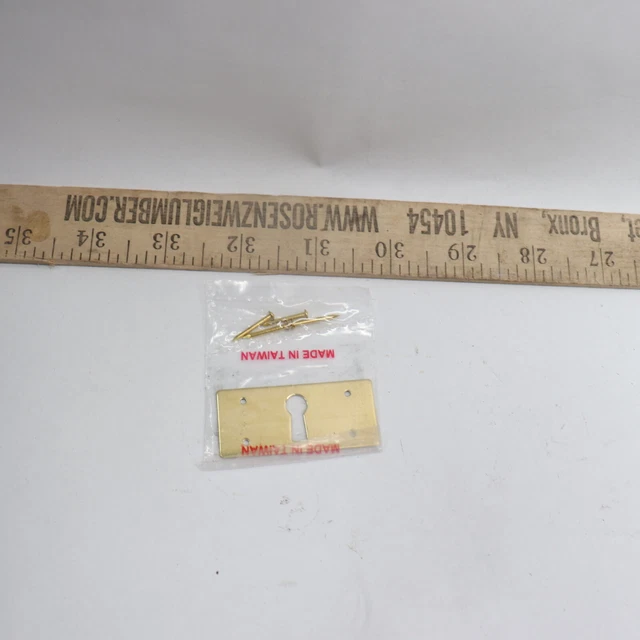 et, Bronx, NY 10454 WWW.ROSENZWEIGLUMBER.COM
27 28 29 30 31 32 33 34 35
MADE IN TAIWAN
MADE IN TAIWAN